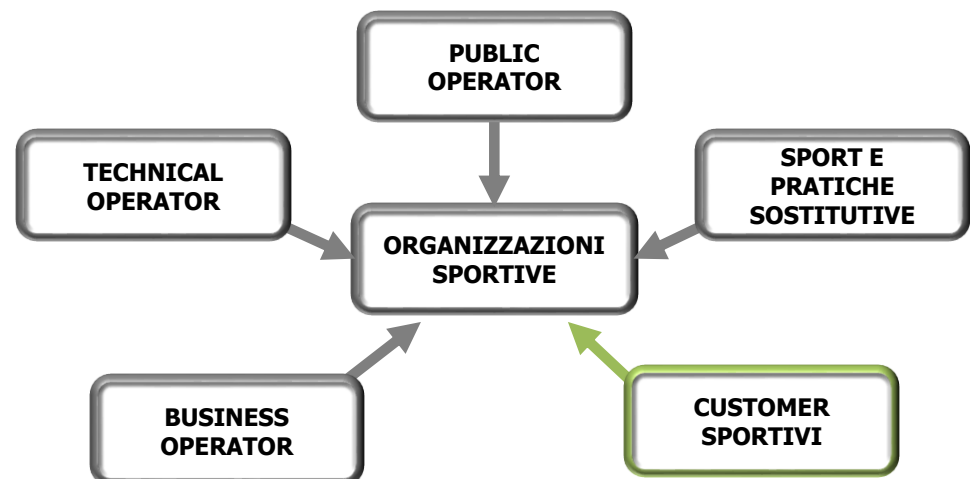 PUBLIC
OPERATOR
TECHNICAL
OPERATOR
SPORT E
PRATICHE
SOSTITUTIVE
ORGANIZZAZIONI
SPORTIVE
BUSINESS
OPERATOR
CUSTOMER
SPORTIVI